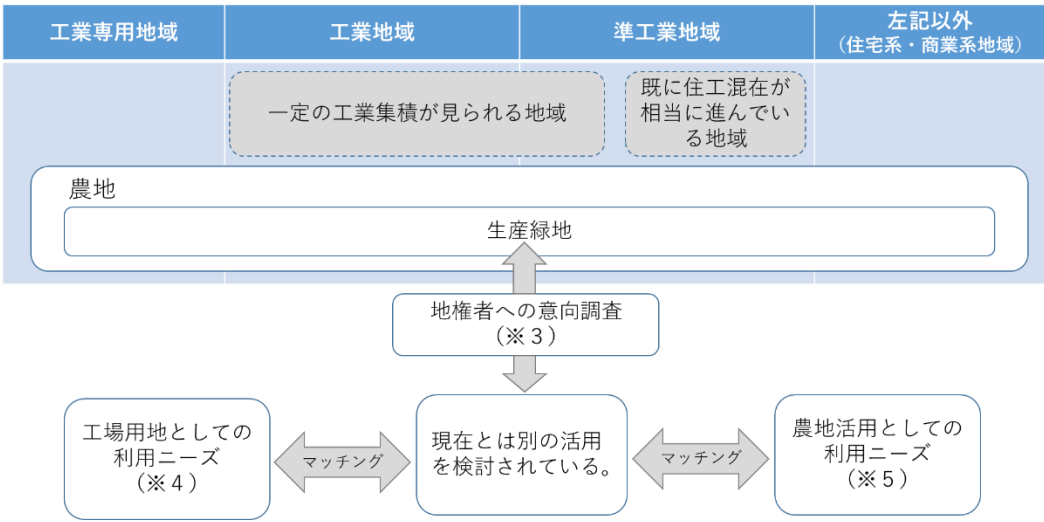 工業専用地域
工業地域
準工業地域
左記以外
（住宅系・商業系地域）
一定の工業集積が見られる地域
既に住工混在が
相当に進んでい
る地域
農地
生産緑地
地権者への意向調査
（※３）
工場用地としての
利用ニーズ
（※４）
マッチング
現在とは別の活用
を検討されている。
マッチング
農地活用としての
利用ニーズ
（※５）